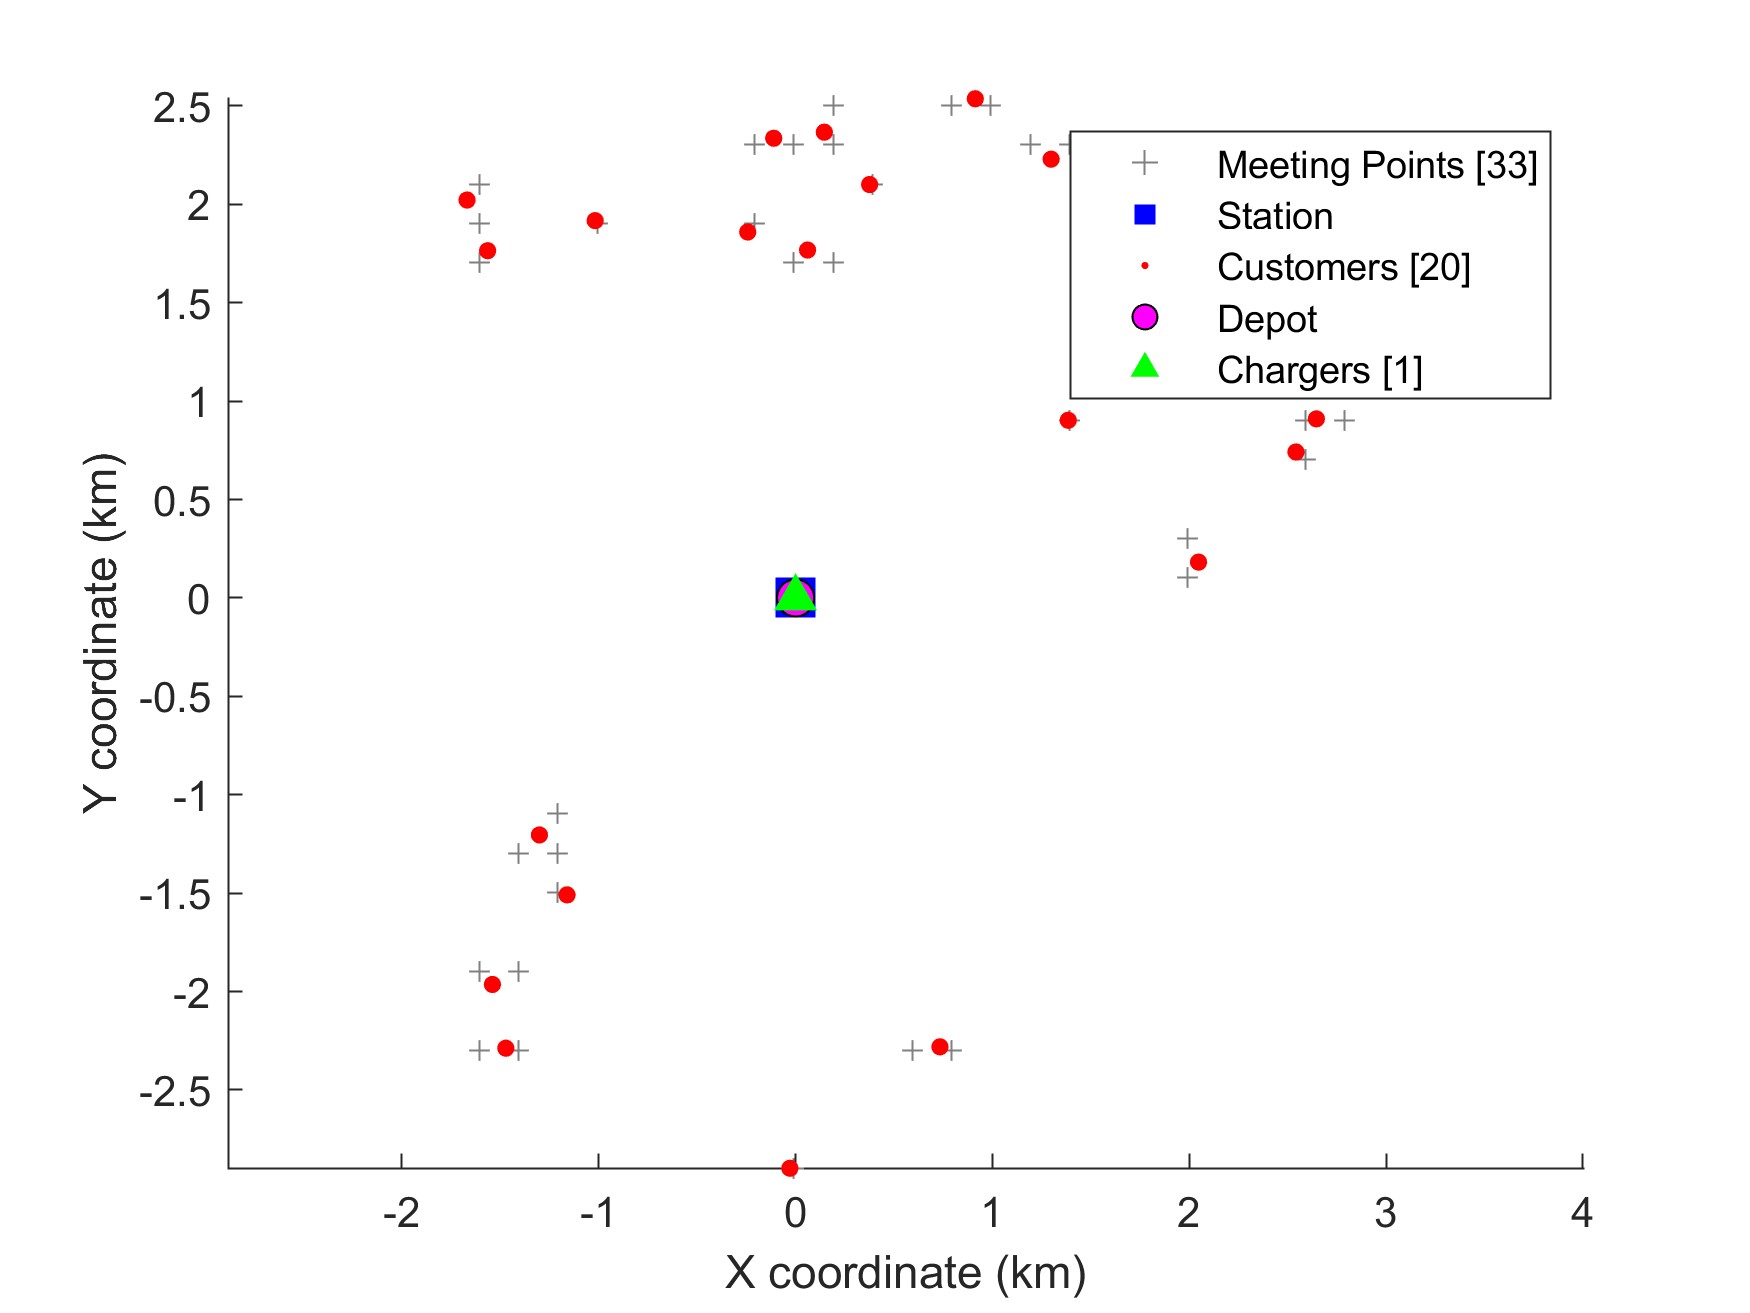 2.5
2
1.5
1
0.5
0
-0.5
-1
-1.5
-2
-2.5
Y coordinate (km)
Meeting Points [33]
Station
Customers [20]
Depot
Chargers [1]
-2 -1 0 1 2 3 4
X coordinate (km)